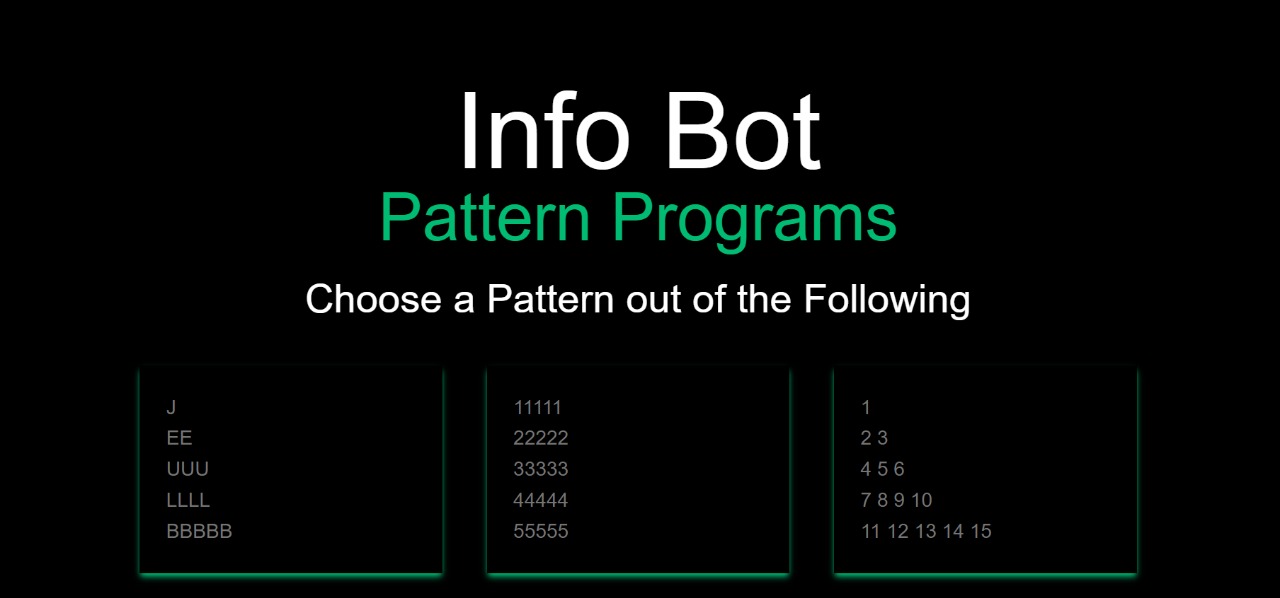 Info Bot
Pattern Programs
Choose a Pattern out of the Following
J
EE
UUU
LLLL
BBBBB
11111
22222
33333
44444
55555
1
2 3
4 5 6
7 8 9 10
11 12 13 14 15